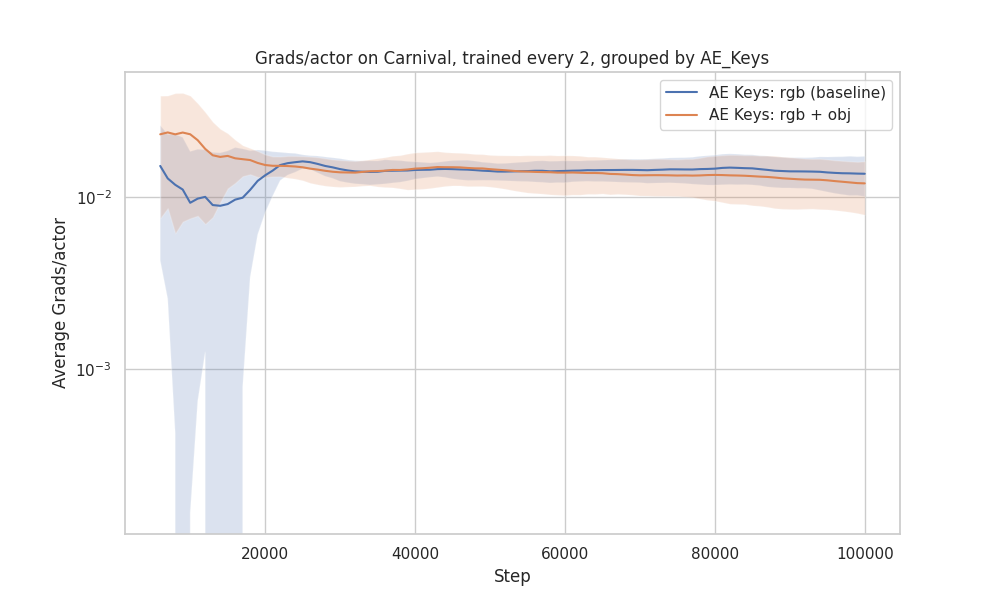 Grads/actor on Carnival, trained every 2, grouped by AE_Keys
AE Keys: rgb (baseline)
AE Keys: rgb + obj
Average Grads/actor
10⁻²
10⁻³
20000 40000 60000 80000 100000
Step